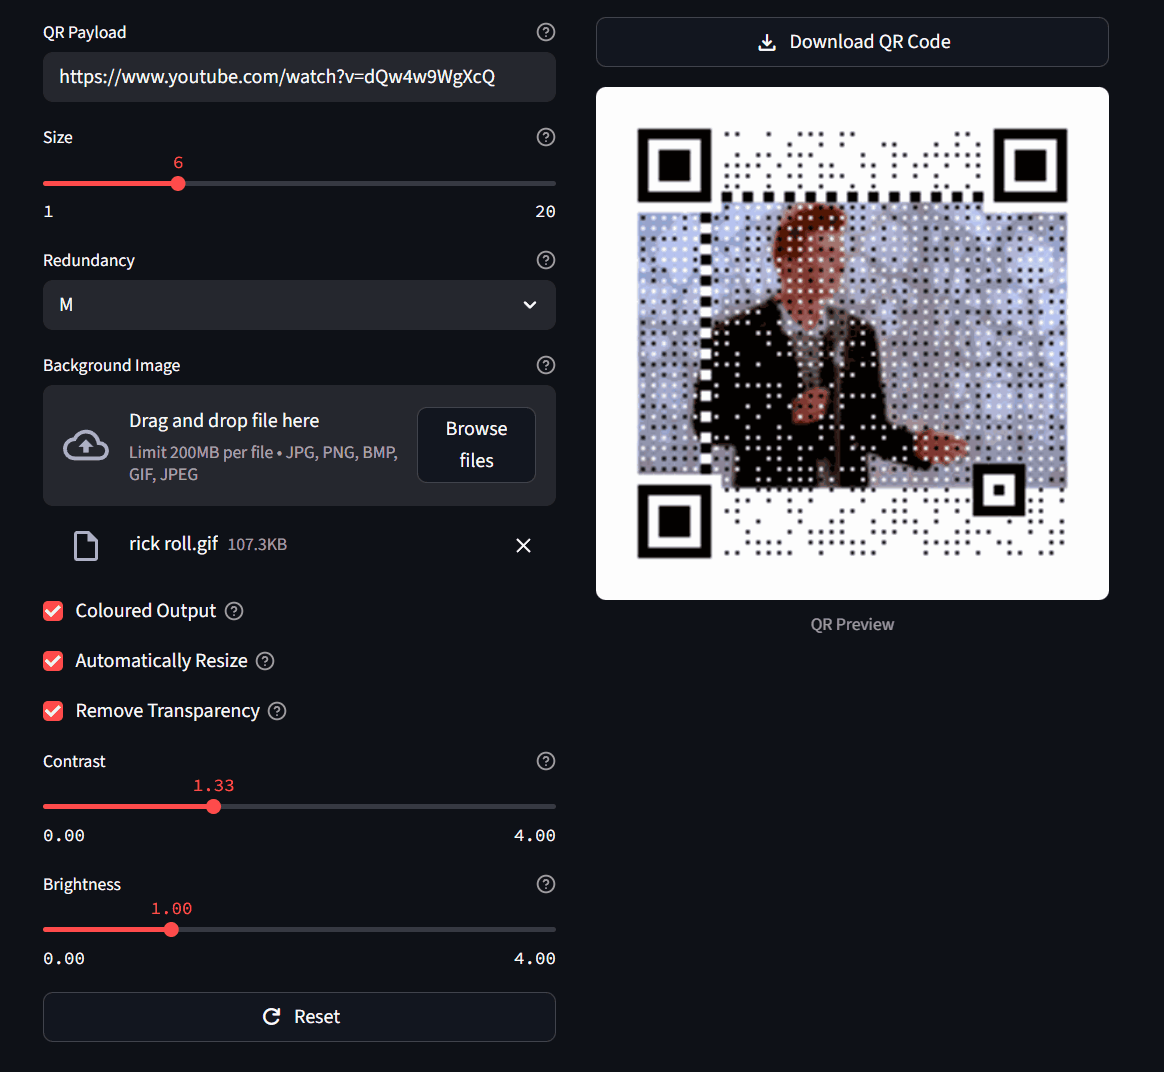 QR Payload
https://www.youtube.com/watch?v=dQw4w9WgXcQ
Size
6
1
20
Redundancy
M
Background Image
Drag and drop file here
Limit 200MB per file • JPG, PNG, BMP,
GIF, JPEG
Browse
files
rick roll.gif 107.3KB
Coloured Output
Automatically Resize
Remove Transparency
Contrast
1.33
0.00
4.00
Brightness
1.00
0.00
4.00
Reset
Download QR Code
QR Preview